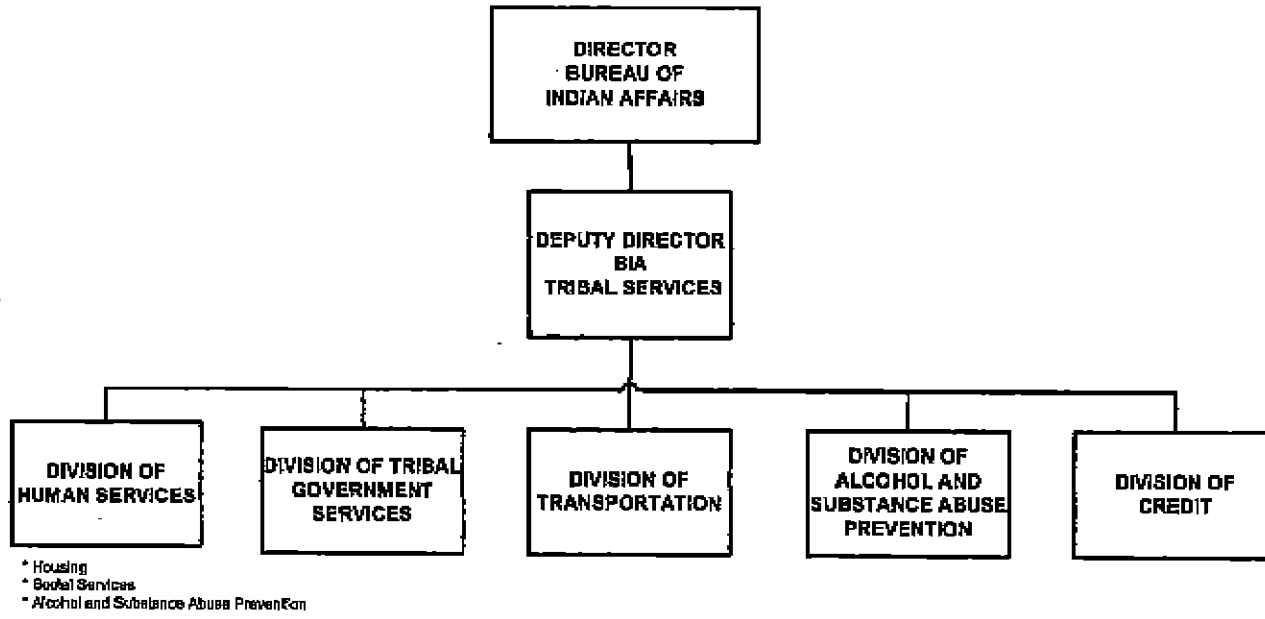 DIRECTOR
BUREAU OF
INDIAN AFFAIRS
DEPUTY DIRECTOR
BIA
TRIBAL SERVICES
DIVISION OF
HUMAN SERVICES
DIVISION OF TRIBAL
GOVERNMENT
SERVICES
DIVISION OF
TRANSPORTATION
DIVISION OF
ALCOHOL AND
SUBSTANCE ABUSE
PREVENTION
DIVISION OF
CREDIT
* Housing
* Social Services
* Alcohol and Substance Abuse Prevention